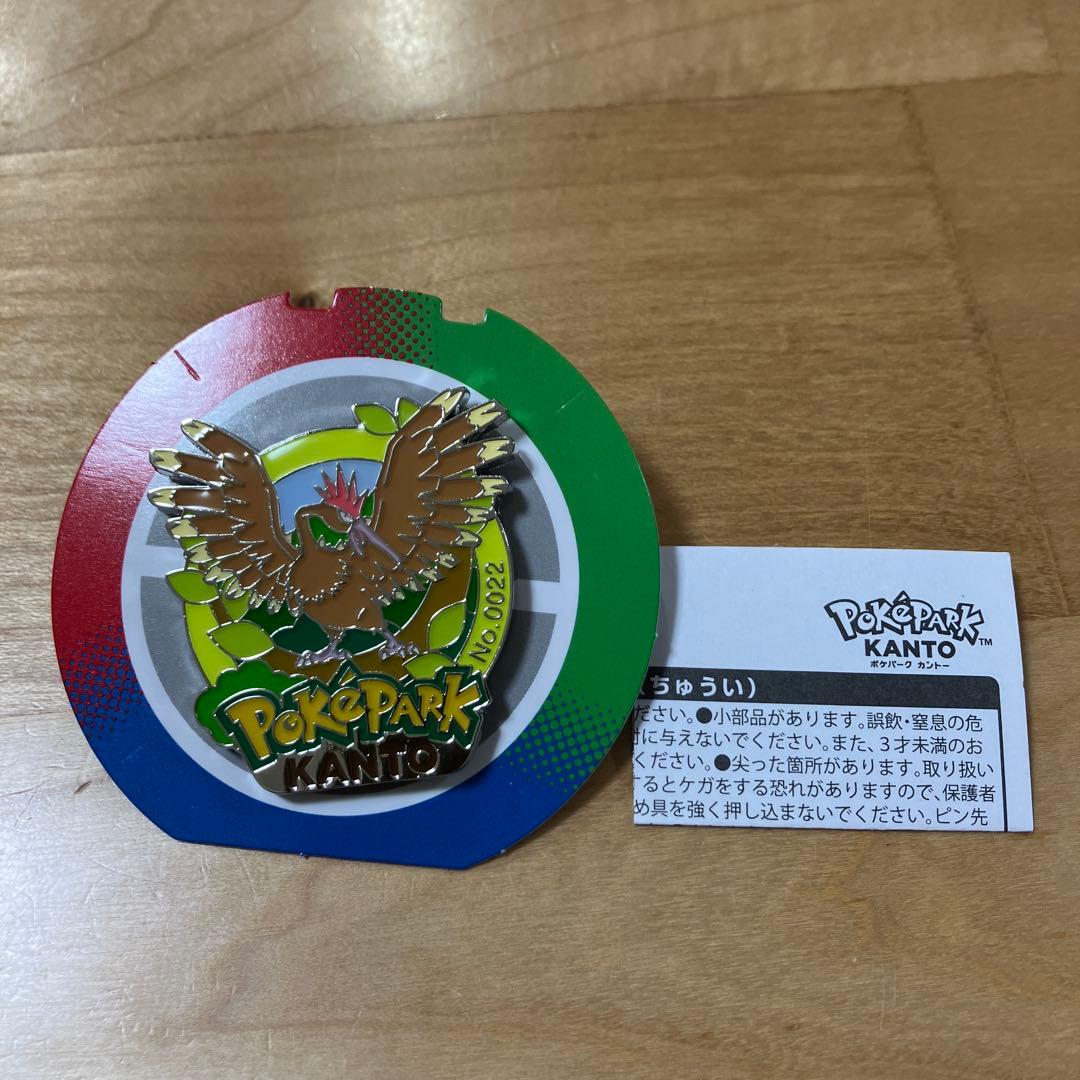 No.0022
PokéPARK
KANTO
PokéPARK™
KANTO
ポケパーク カントー
ちゅうい）
ださい。●小部品があります。誤飲・窒息の危
に与えないでください。また、3才未満のお
ください。●尖った箇所があります。取り扱い
するとケガをする恐れがありますので、保護者
め具を強く押し込まないでください。ピン先